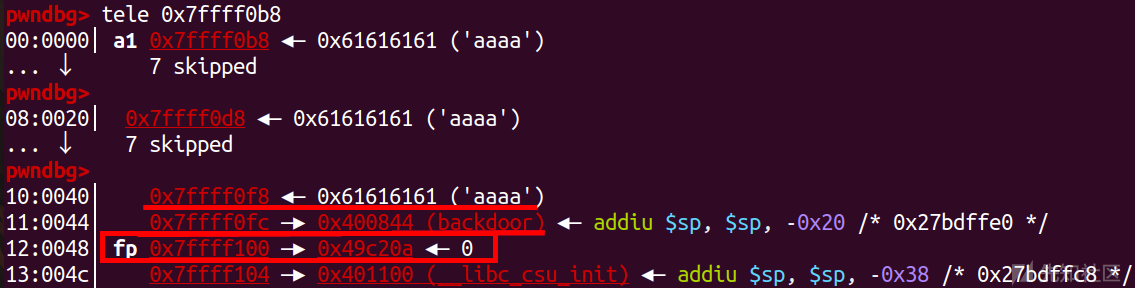 pwndbg> tele 0x7ffff0b8
00:0000│ a1 0x7ffff0b8 ◂— 0x61616161 ('aaaa')
... ↓ 7 skipped
pwndbg>
08:0020│ 0x7ffff0d8 ◂— 0x61616161 ('aaaa')
... ↓ 7 skipped
pwndbg>
10:0040│ 0x7ffff0f8 ◂— 0x61616161 ('aaaa')
11:0044│ 0x7ffff0fc —▸ 0x400844 (backdoor) ◂— addiu $sp, $sp, -0x20 /* 0x27bdffe0 */
12:0048│ fp 0x7ffff100 —▸ 0x49c20a ◂— 0
13:004c│ 0x7ffff104 —▸ 0x401100 (__libc_csu_init) ◂— addiu $sp, $sp, -0x38 /* 0x27bdffc8 */